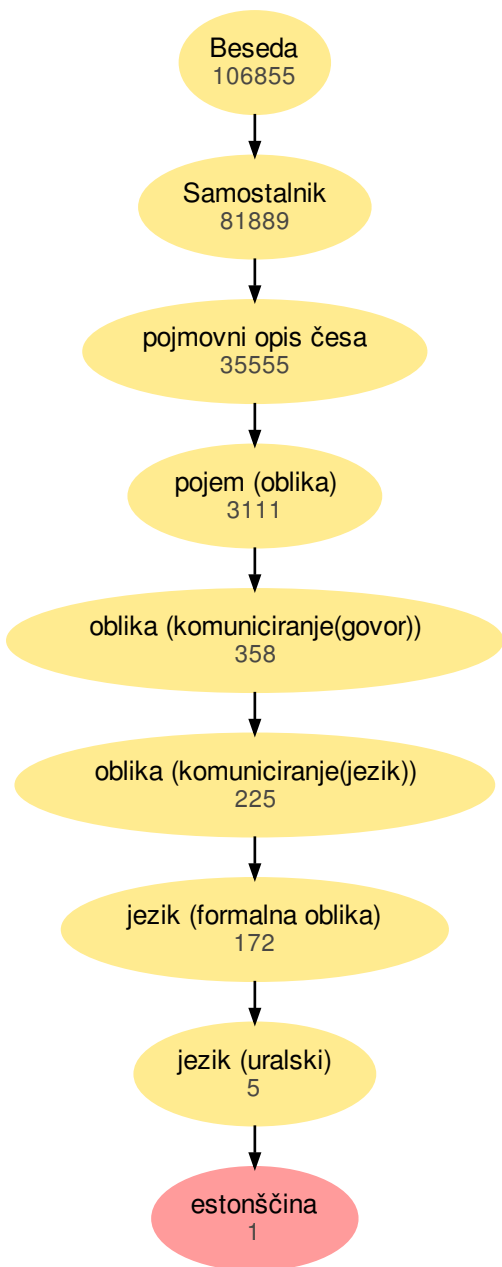 Beseda
106855
Samostalnik
81889
pojmovni opis česa
35555
pojem (oblika)
3111
oblika (komuniciranje(govor))
358
oblika (komuniciranje(jezik))
225
jezik (formalna oblika)
172
jezik (uralski)
5
estonščina
1